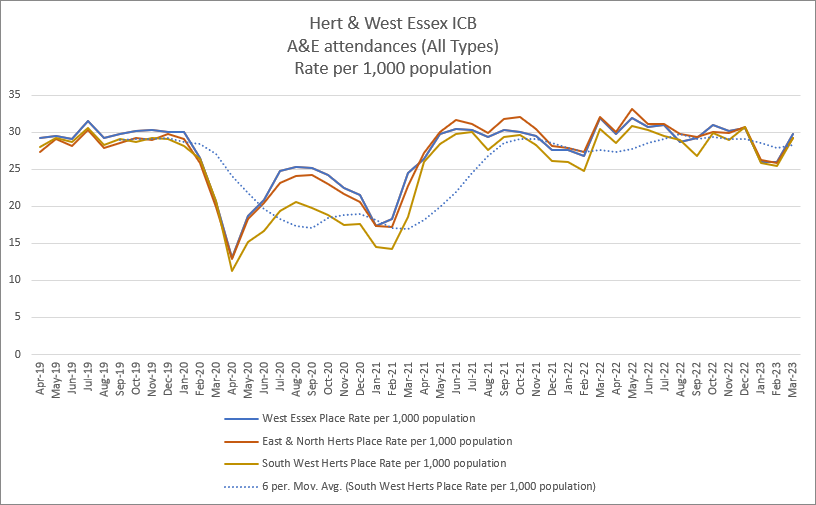 Hert & West Essex ICB
A&E attendances (All Types)
Rate per 1,000 population
35
30
25
20
15
10
5
0
Apr-19
May-19
Jun-19
Jul-19
Aug-19
Sep-19
Oct-19
Nov-19
Dec-19
Jan-20
Feb-20
Mar-20
Apr-20
May-20
Jun-20
Jul-20
Aug-20
Sep-20
Oct-20
Nov-20
Dec-20
Jan-21
Feb-21
Mar-21
Apr-21
May-21
Jun-21
Jul-21
Aug-21
Sep-21
Oct-21
Nov-21
Dec-21
Jan-22
Feb-22
Mar-22
Apr-22
May-22
Jun-22
Jul-22
Aug-22
Sep-22
Oct-22
Nov-22
Dec-22
Jan-23
Feb-23
Mar-23
West Essex Place Rate per 1,000 population
East & North Herts Place Rate per 1,000 population
South West Herts Place Rate per 1,000 population
6 per. Mov. Avg. (South West Herts Place Rate per 1,000 population)